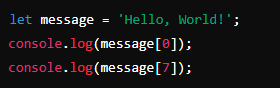 let message = 'Hello, World!';
console.log(message[0]);
console.log(message[7]);